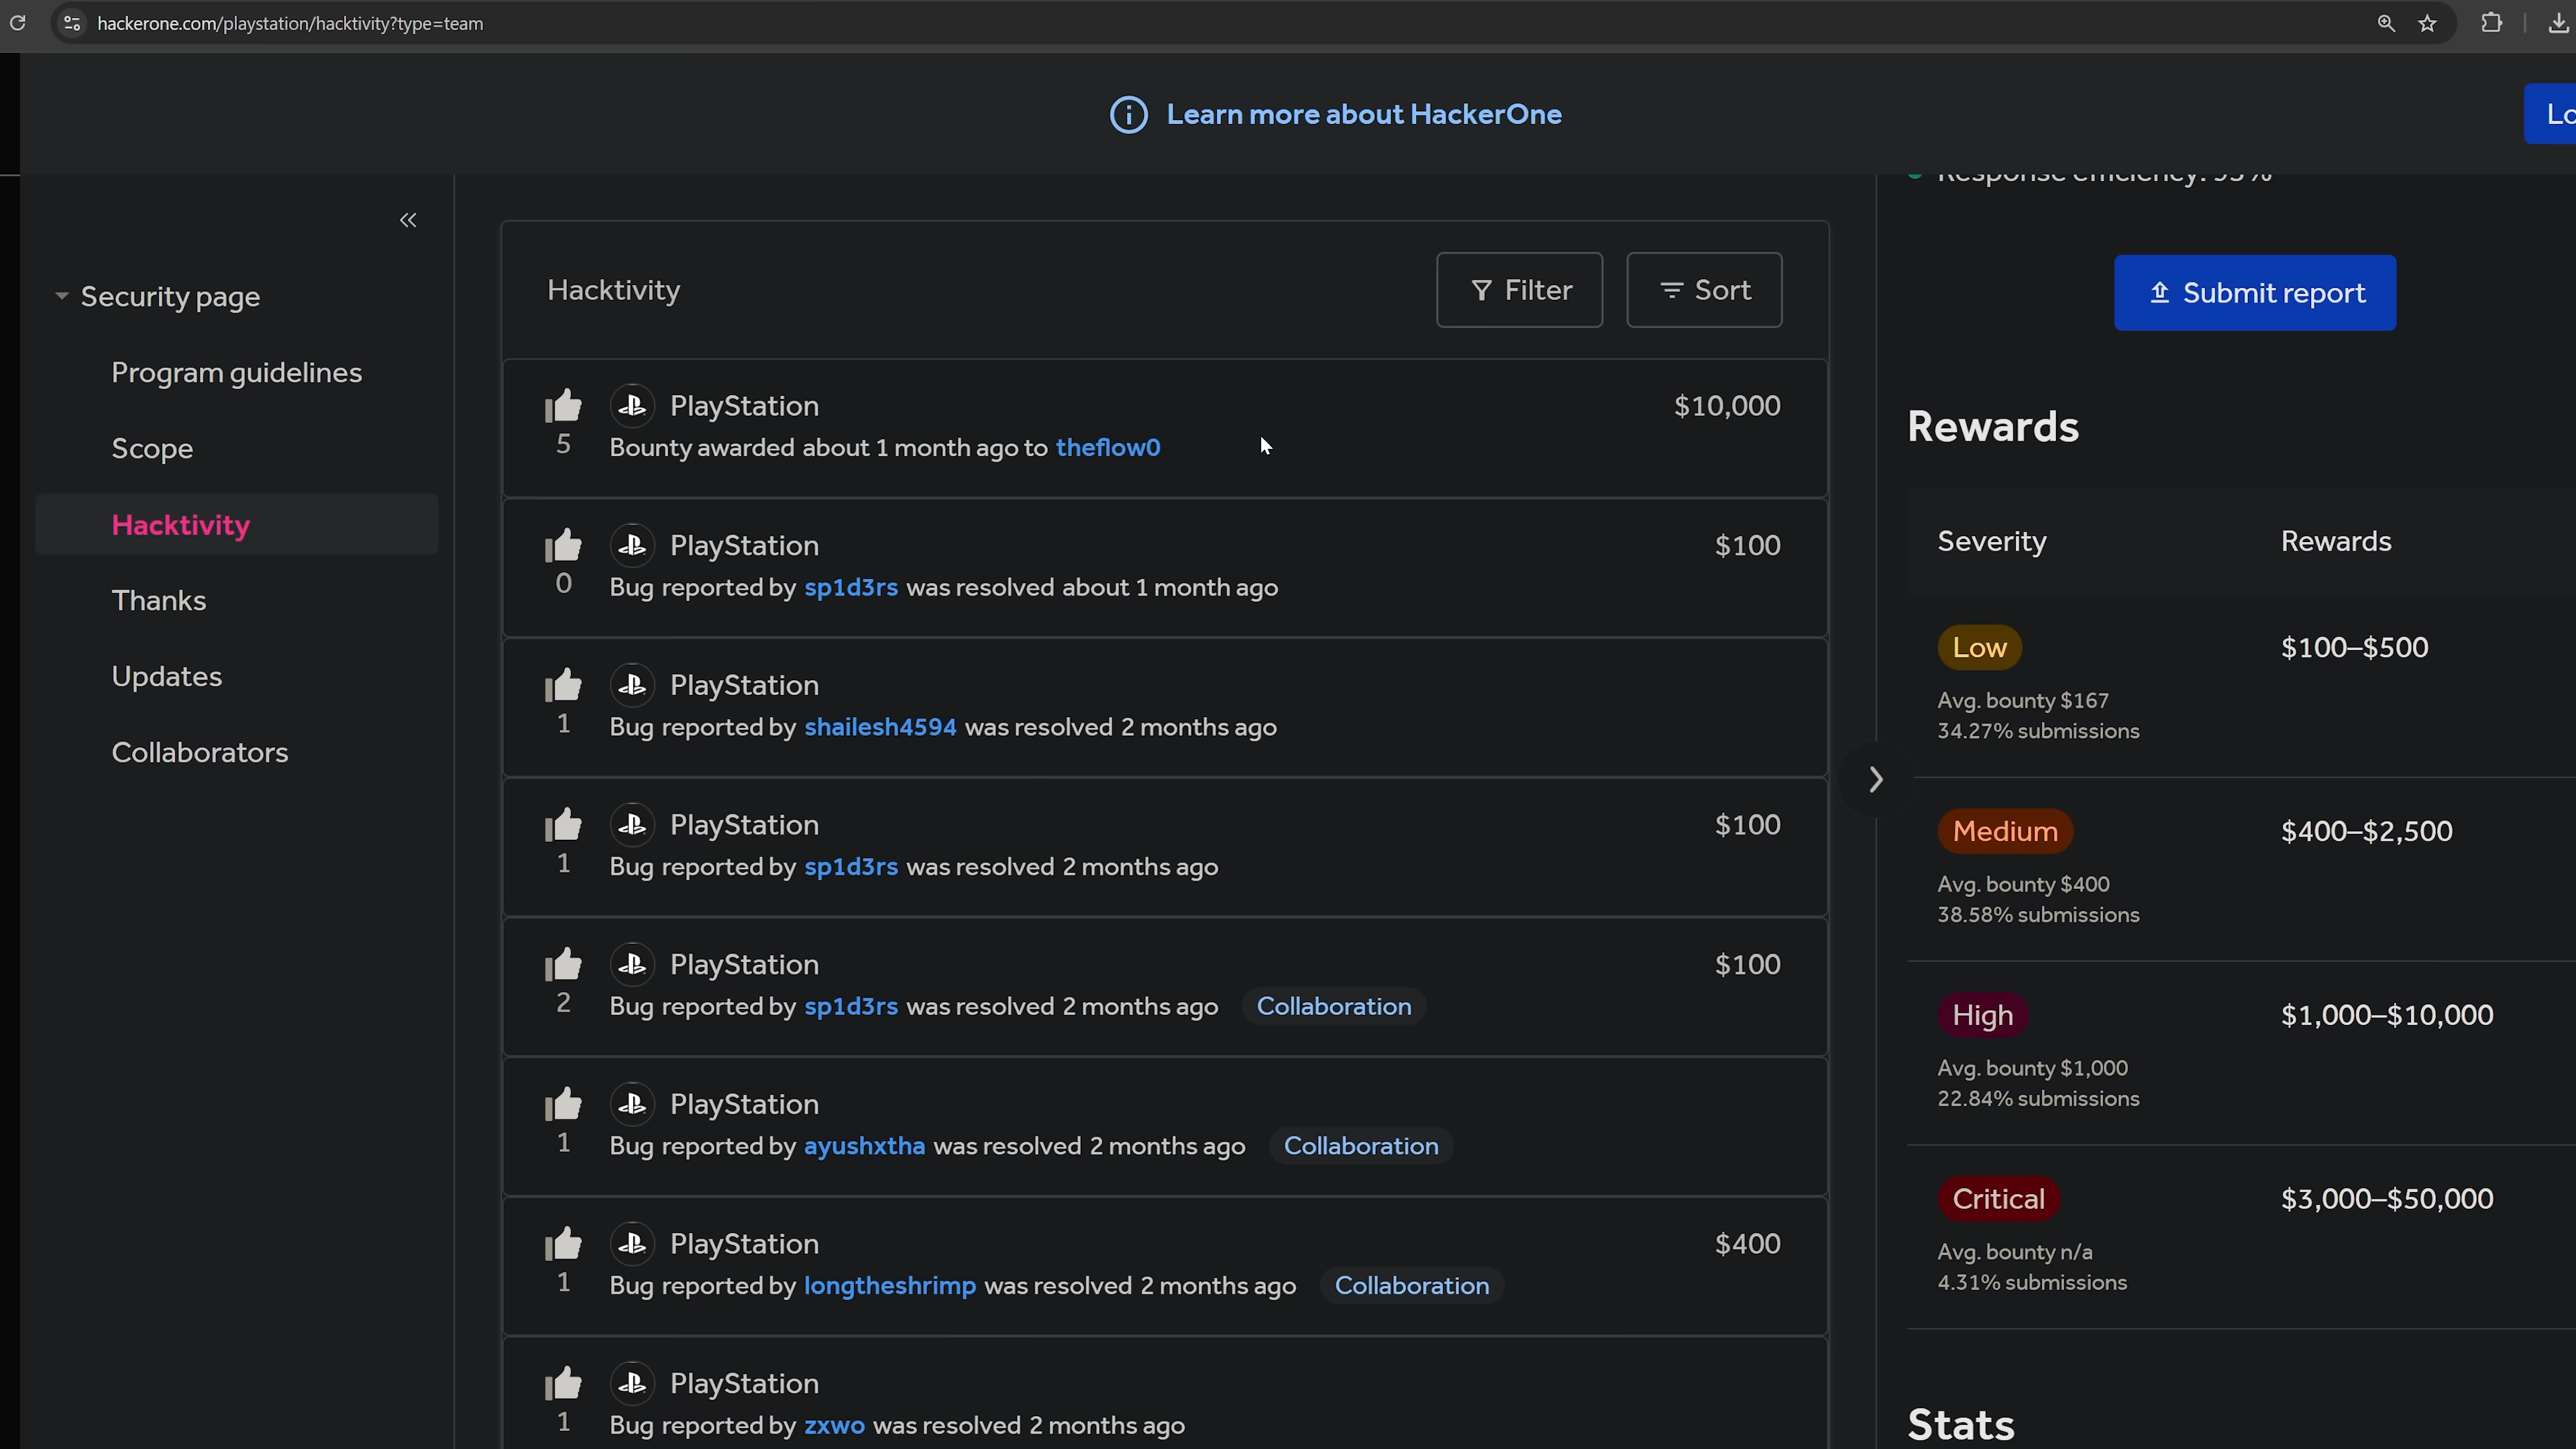 hackerone.com/playstation/hacktivity?type=team
Learn more about HackerOne
Security page
Program guidelines
Scope
Hacktivity
Thanks
Updates
Collaborators
Hacktivity
Filter
Sort
PlayStation
$10,000
5
Bounty awarded about 1 month ago to theflow0
PlayStation
$100
0
Bug reported by sp1d3rs was resolved about 1 month ago
PlayStation
1
Bug reported by shailesh4594 was resolved 2 months ago
PlayStation
$100
1
Bug reported by sp1d3rs was resolved 2 months ago
PlayStation
$100
2
Bug reported by sp1d3rs was resolved 2 months ago Collaboration
PlayStation
1
Bug reported by ayushxtha was resolved 2 months ago Collaboration
PlayStation
$400
1
Bug reported by longtheshrimp was resolved 2 months ago Collaboration
PlayStation
1
Bug reported by zxwo was resolved 2 months ago
Submit report
Rewards
Severity Rewards
Low $100–$500
Avg. bounty $167
34.27% submissions
Medium $400–$2,500
Avg. bounty $400
38.58% submissions
High $1,000–$10,000
Avg. bounty $1,000
22.84% submissions
Critical $3,000–$50,000
Avg. bounty n/a
4.31% submissions
Stats